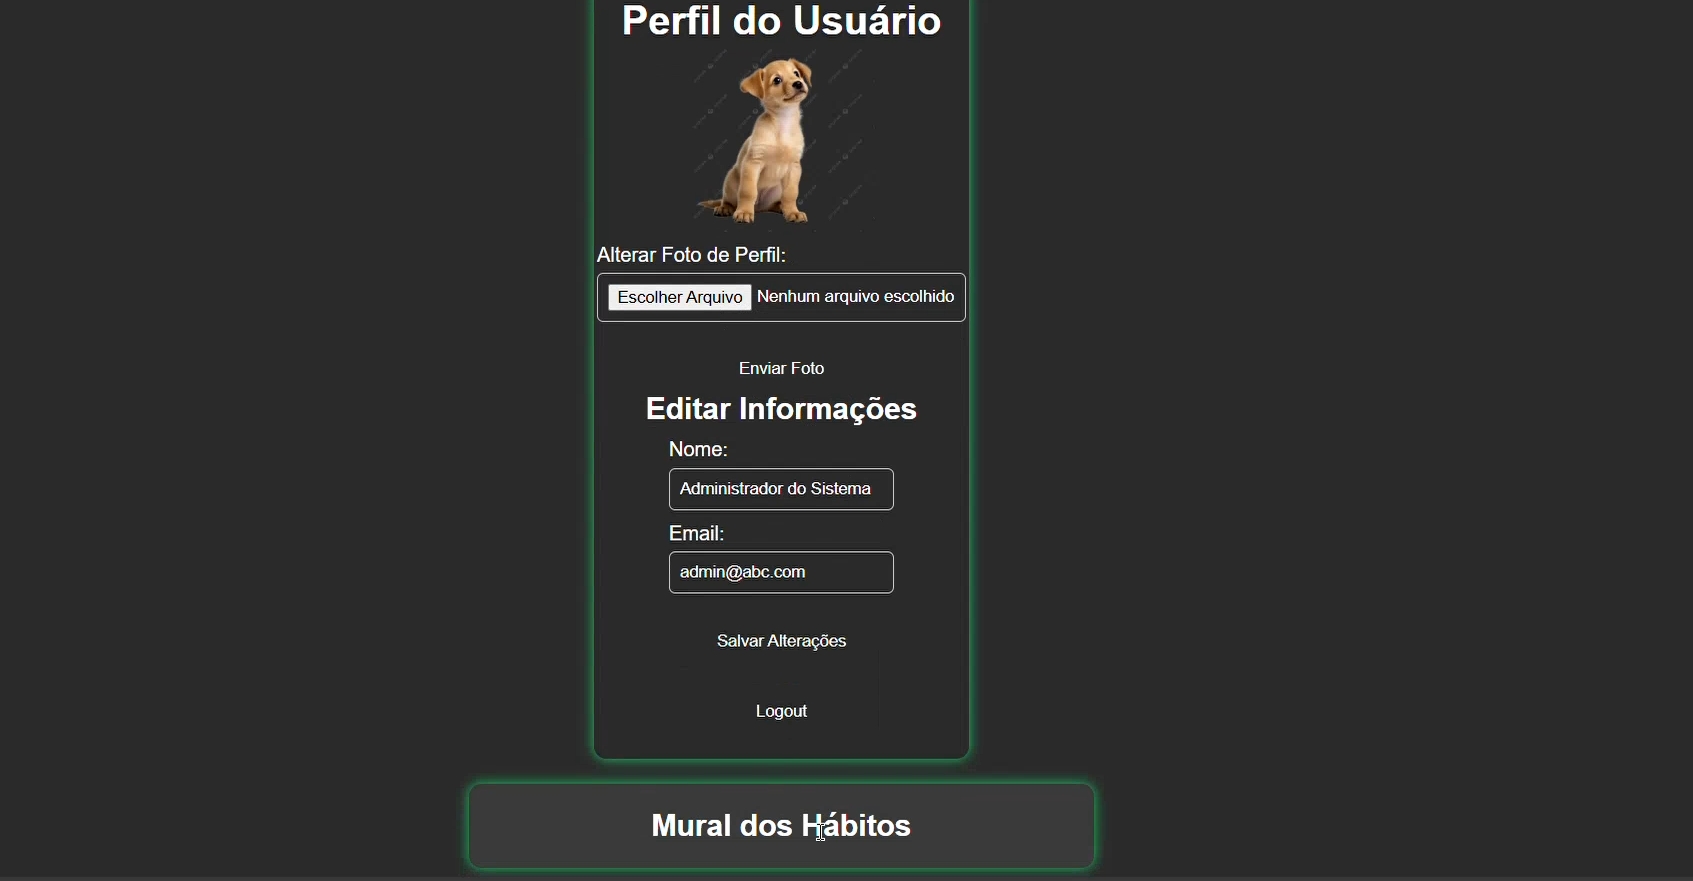 Perfil do Usuário
Alterar Foto de Perfil:
Escolher Arquivo Nenhum arquivo escolhido
Enviar Foto
Editar Informações
Nome:
Administrador do Sistema
Email:
admin@abc.com
Salvar Alterações
Logout
Mural dos Hábitos